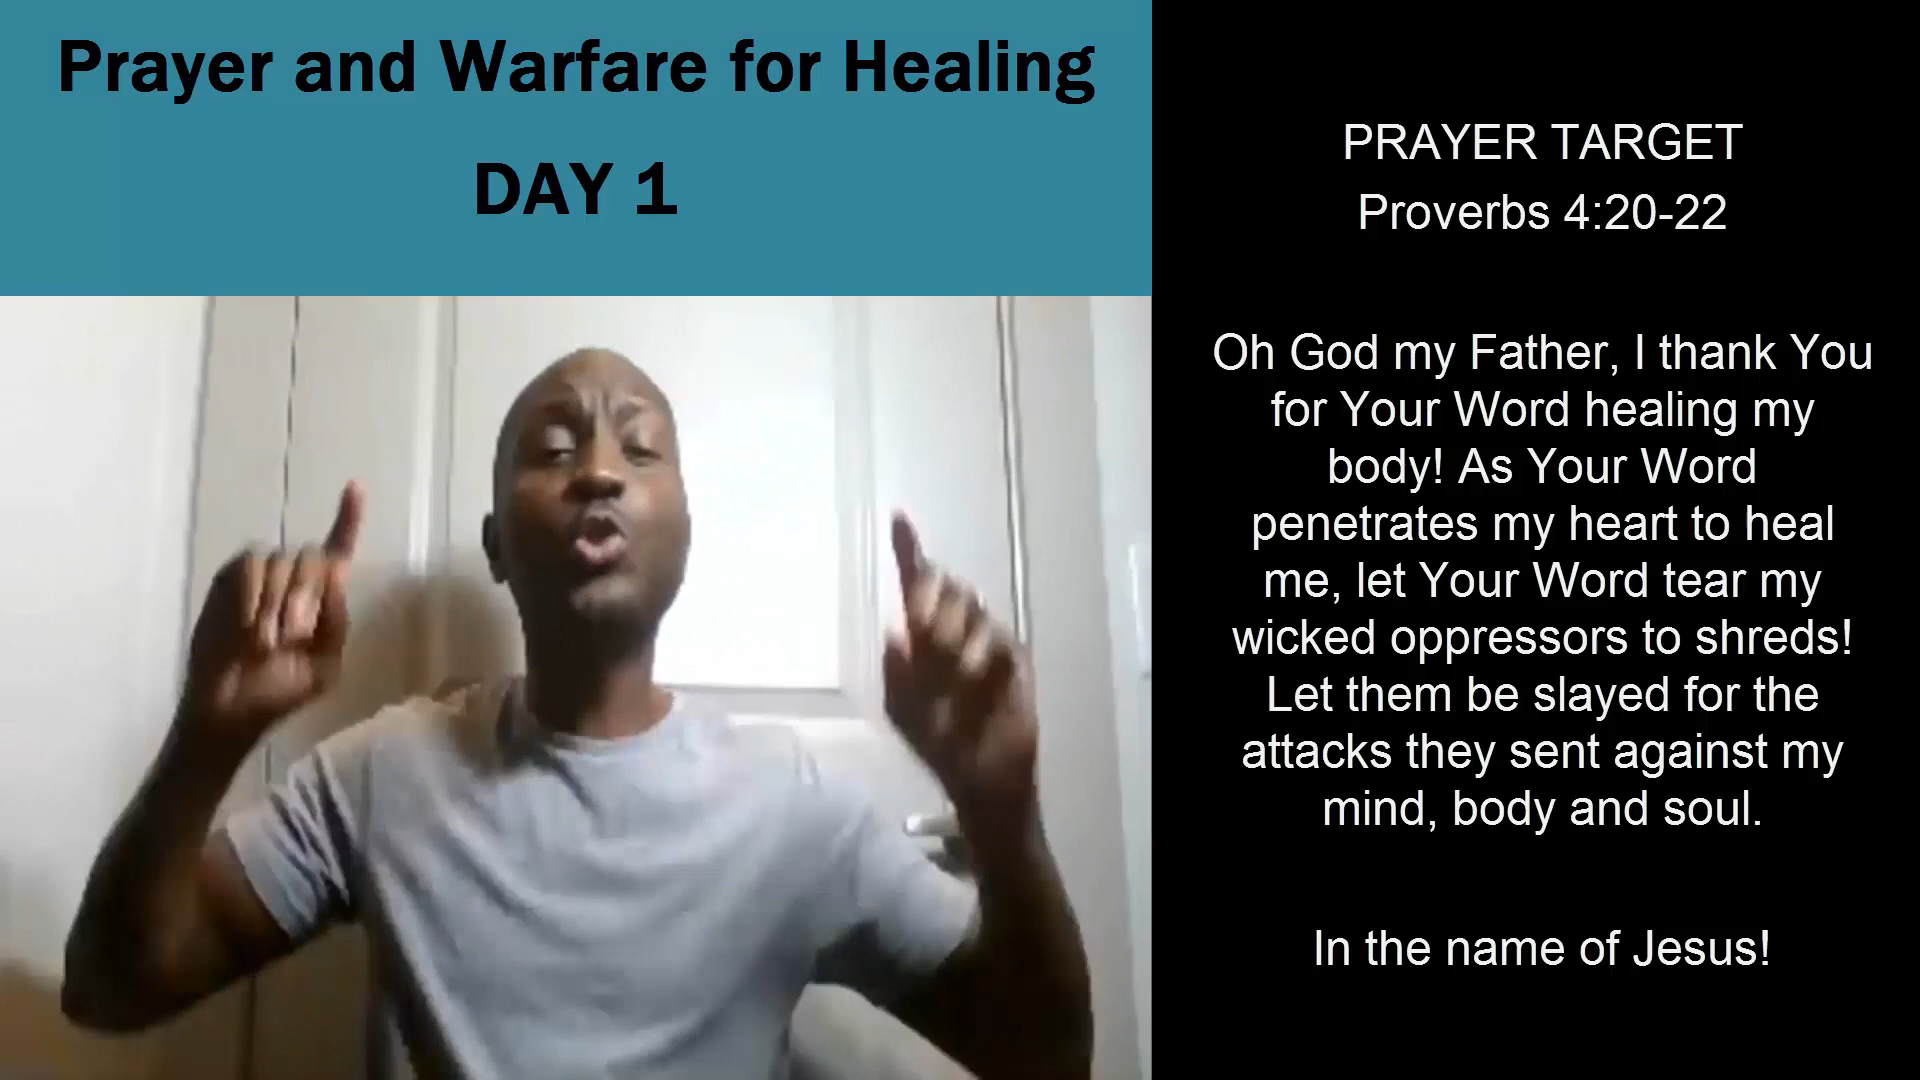 Prayer and Warfare for Healing
DAY 1
PRAYER TARGET
Proverbs 4:20-22
Oh God my Father, I thank You
for Your Word healing my
body! As Your Word
penetrates my heart to heal
me, let Your Word tear my
wicked oppressors to shreds!
Let them be slayed for the
attacks they sent against my
mind, body and soul.
In the name of Jesus!